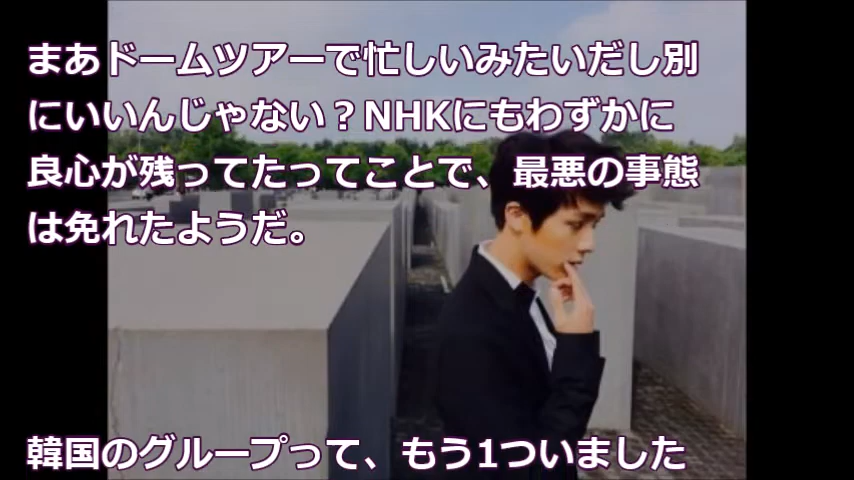 まあドームツアーで忙しいみたいだし別
にいいんじゃない？NHKにもわずかに
良心が残ってたってことで、最悪の事態
は免れたようだ。
韓国のグループって、もう1ついました